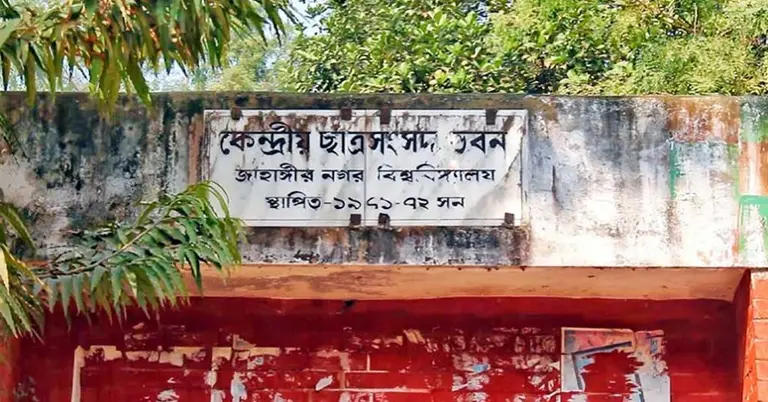 কেন্দ্রীয় ছাত্রসংসদ ভবন
জাহাঙ্গীর নগর বিশ্ববিদ্যালয়
স্থাপিত-১৯৭১-৭২ সন